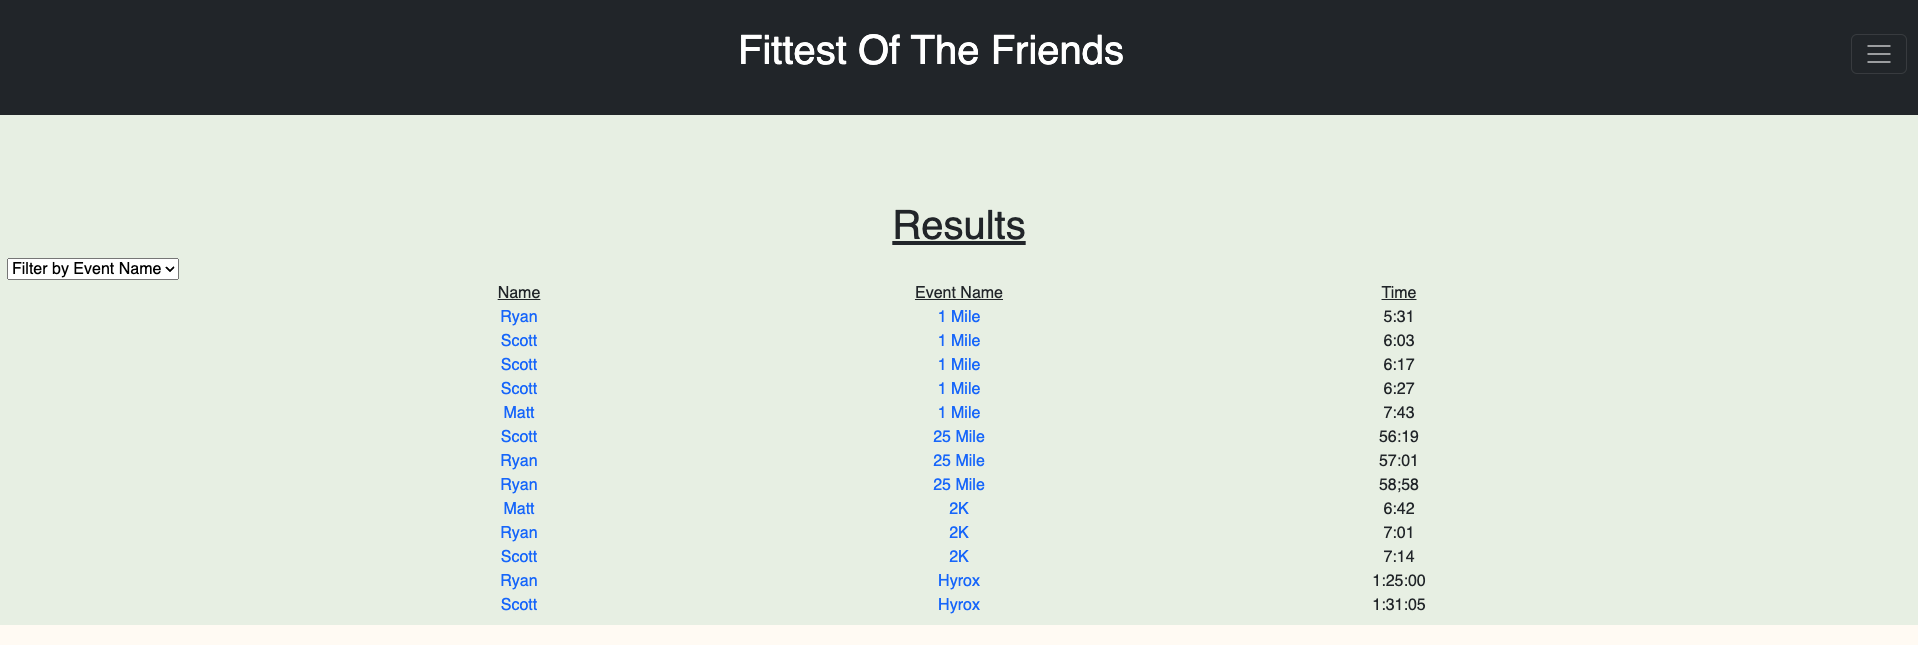 Fittest Of The Friends
Results
Filter by Event Name
Name Event Name Time
Ryan 1 Mile 5:31
Scott 1 Mile 6:03
Scott 1 Mile 6:17
Scott 1 Mile 6:27
Matt 1 Mile 7:43
Scott 25 Mile 56:19
Ryan 25 Mile 57:01
Ryan 25 Mile 58;58
Matt 2K 6:42
Ryan 2K 7:01
Scott 2K 7:14
Ryan Hyrox 1:25:00
Scott Hyrox 1:31:05